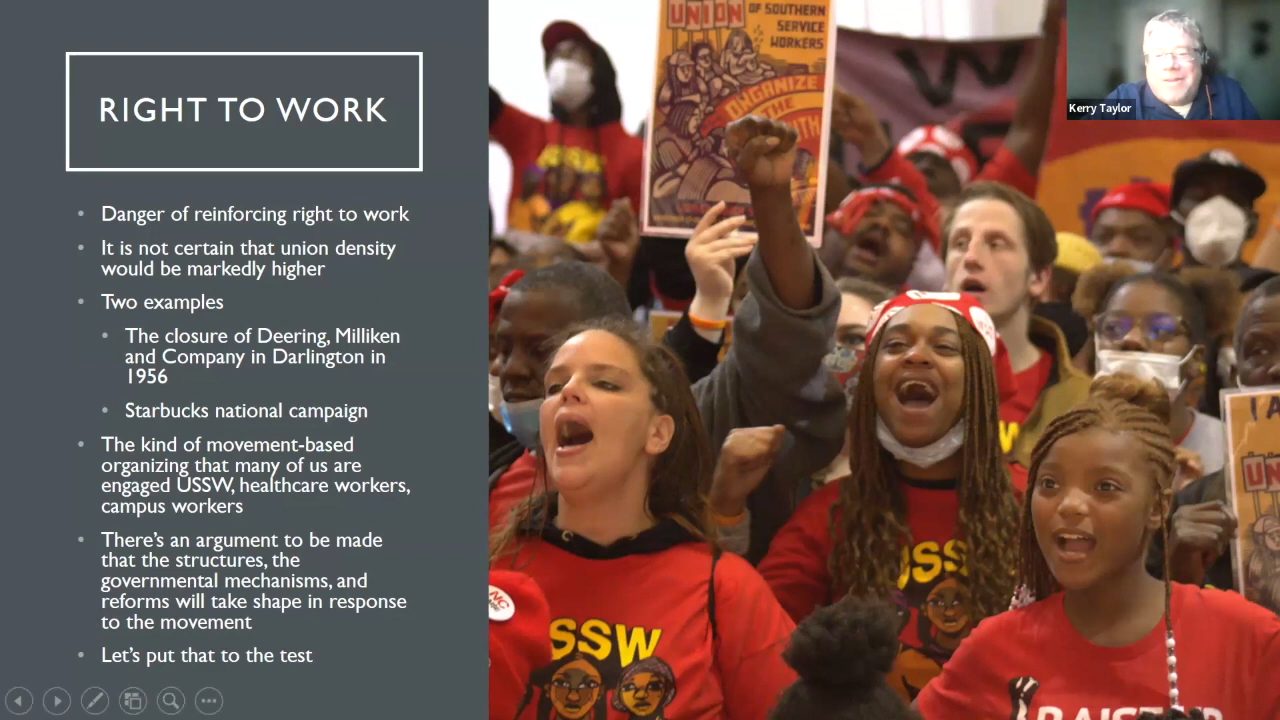 RIGHT TO WORK
• Danger of reinforcing right to work
• It is not certain that union density
would be markedly higher
• Two examples
• The closure of Deering, Milliken
and Company in Darlington in
1956
• Starbucks national campaign
• The kind of movement-based
organizing that many of us are
engaged USSW, healthcare workers,
campus workers
• There's an argument to be made
that the structures, the
governmental mechanisms, and
reforms will take shape in response
to the movement
• Let's put that to the test
UNION OF SOUTHERN
SERVICE
WORKERS
ORGANIZE
THE
SOUTH
W
Kerry Taylor
W
USSW
SSW
RAISE UP